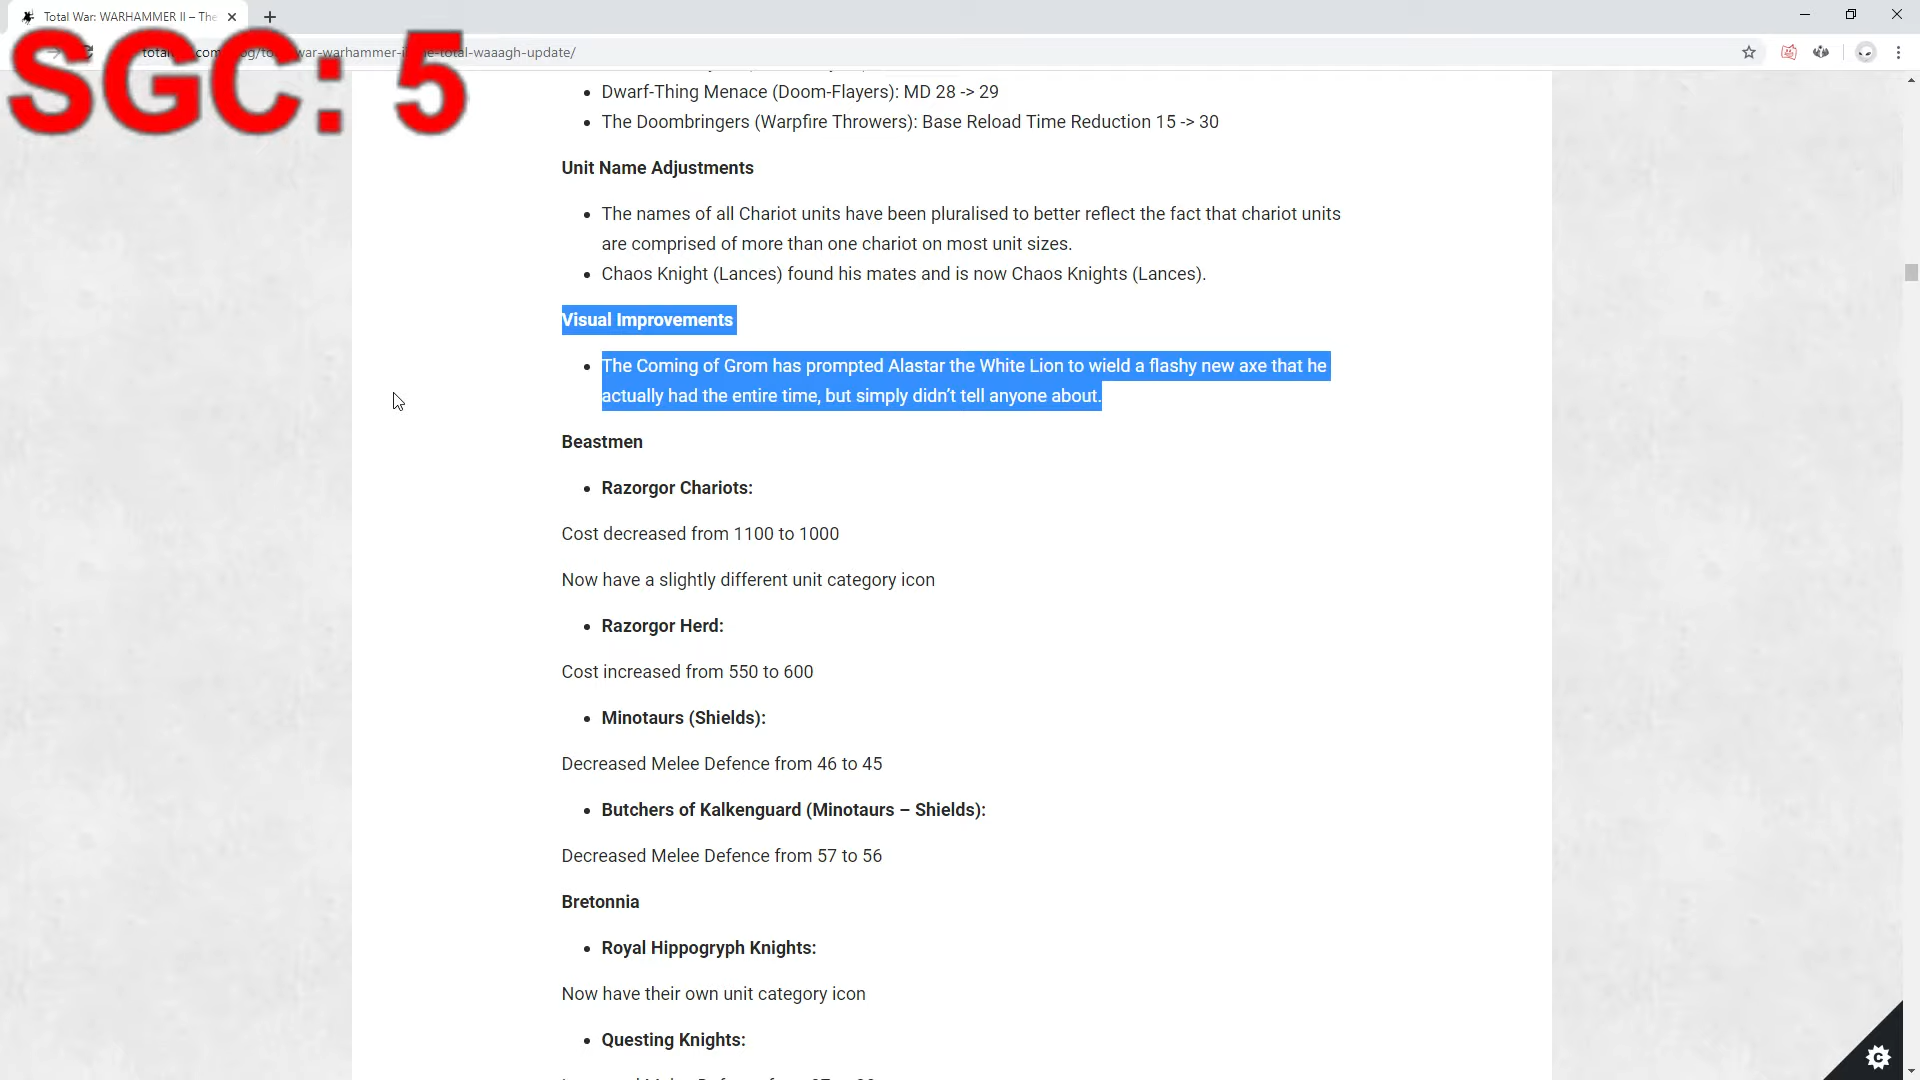 Total War: WARHAMMER II – The
SGC: 5
war-warhammer-i
e-total-waaagh-update/
Dwarf-Thing Menace (Doom-Flayers): MD 28 -> 29
The Doombringers (Warpfire Throwers): Base Reload Time Reduction 15 -> 30
Unit Name Adjustments
The names of all Chariot units have been pluralised to better reflect the fact that chariot units
are comprised of more than one chariot on most unit sizes.
Chaos Knight (Lances) found his mates and is now Chaos Knights (Lances).
Visual Improvements
The Coming of Grom has prompted Alastar the White Lion to wield a flashy new axe that he
actually had the entire time, but simply didn’t tell anyone about.
Beastmen
Razorgor Chariots:
Cost decreased from 1100 to 1000
Now have a slightly different unit category icon
Razorgor Herd:
Cost increased from 550 to 600
Minotaurs (Shields):
Decreased Melee Defence from 46 to 45
Butchers of Kalkenguard (Minotaurs – Shields):
Decreased Melee Defence from 57 to 56
Bretonnia
Royal Hippogryph Knights:
Now have their own unit category icon
Questing Knights: